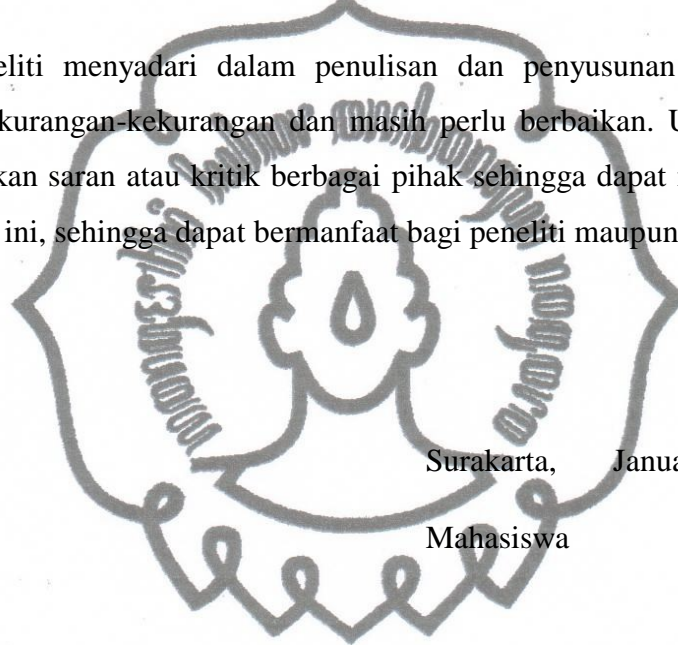 eliti menyadari dalam penulisan dan penyusunan
kurangan-kekurangan dan masih perlu berbaikan. U
kan saran atau kritik berbagai pihak sehingga dapat
ini, sehingga dapat bermanfaat bagi peneliti maupun
Surakarta, Janua
Mahasiswa